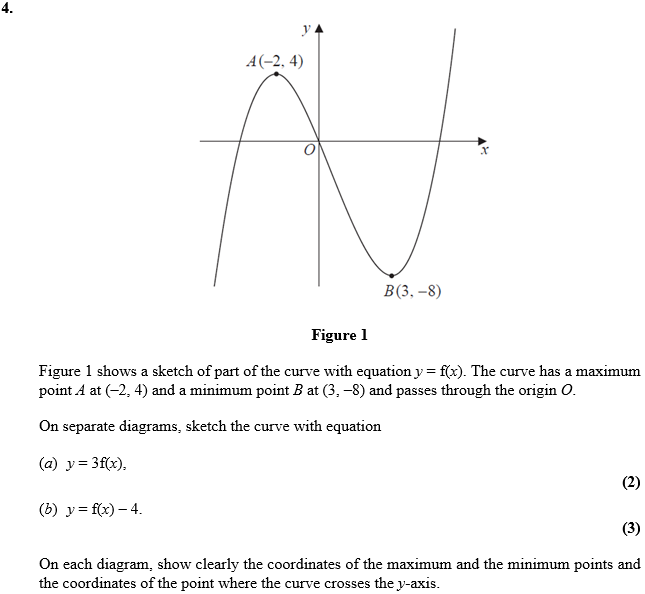 4.
y
A(−2, 4)
O
x
B(3, −8)
Figure 1
Figure 1 shows a sketch of part of the curve with equation y = f(x). The curve has a maximum
point A at (−2, 4) and a minimum point B at (3, −8) and passes through the origin O.
On separate diagrams, sketch the curve with equation
(a) y = 3f(x),
(2)
(b) y = f(x) – 4.
(3)
On each diagram, show clearly the coordinates of the maximum and the minimum points and
the coordinates of the point where the curve crosses the y-axis.